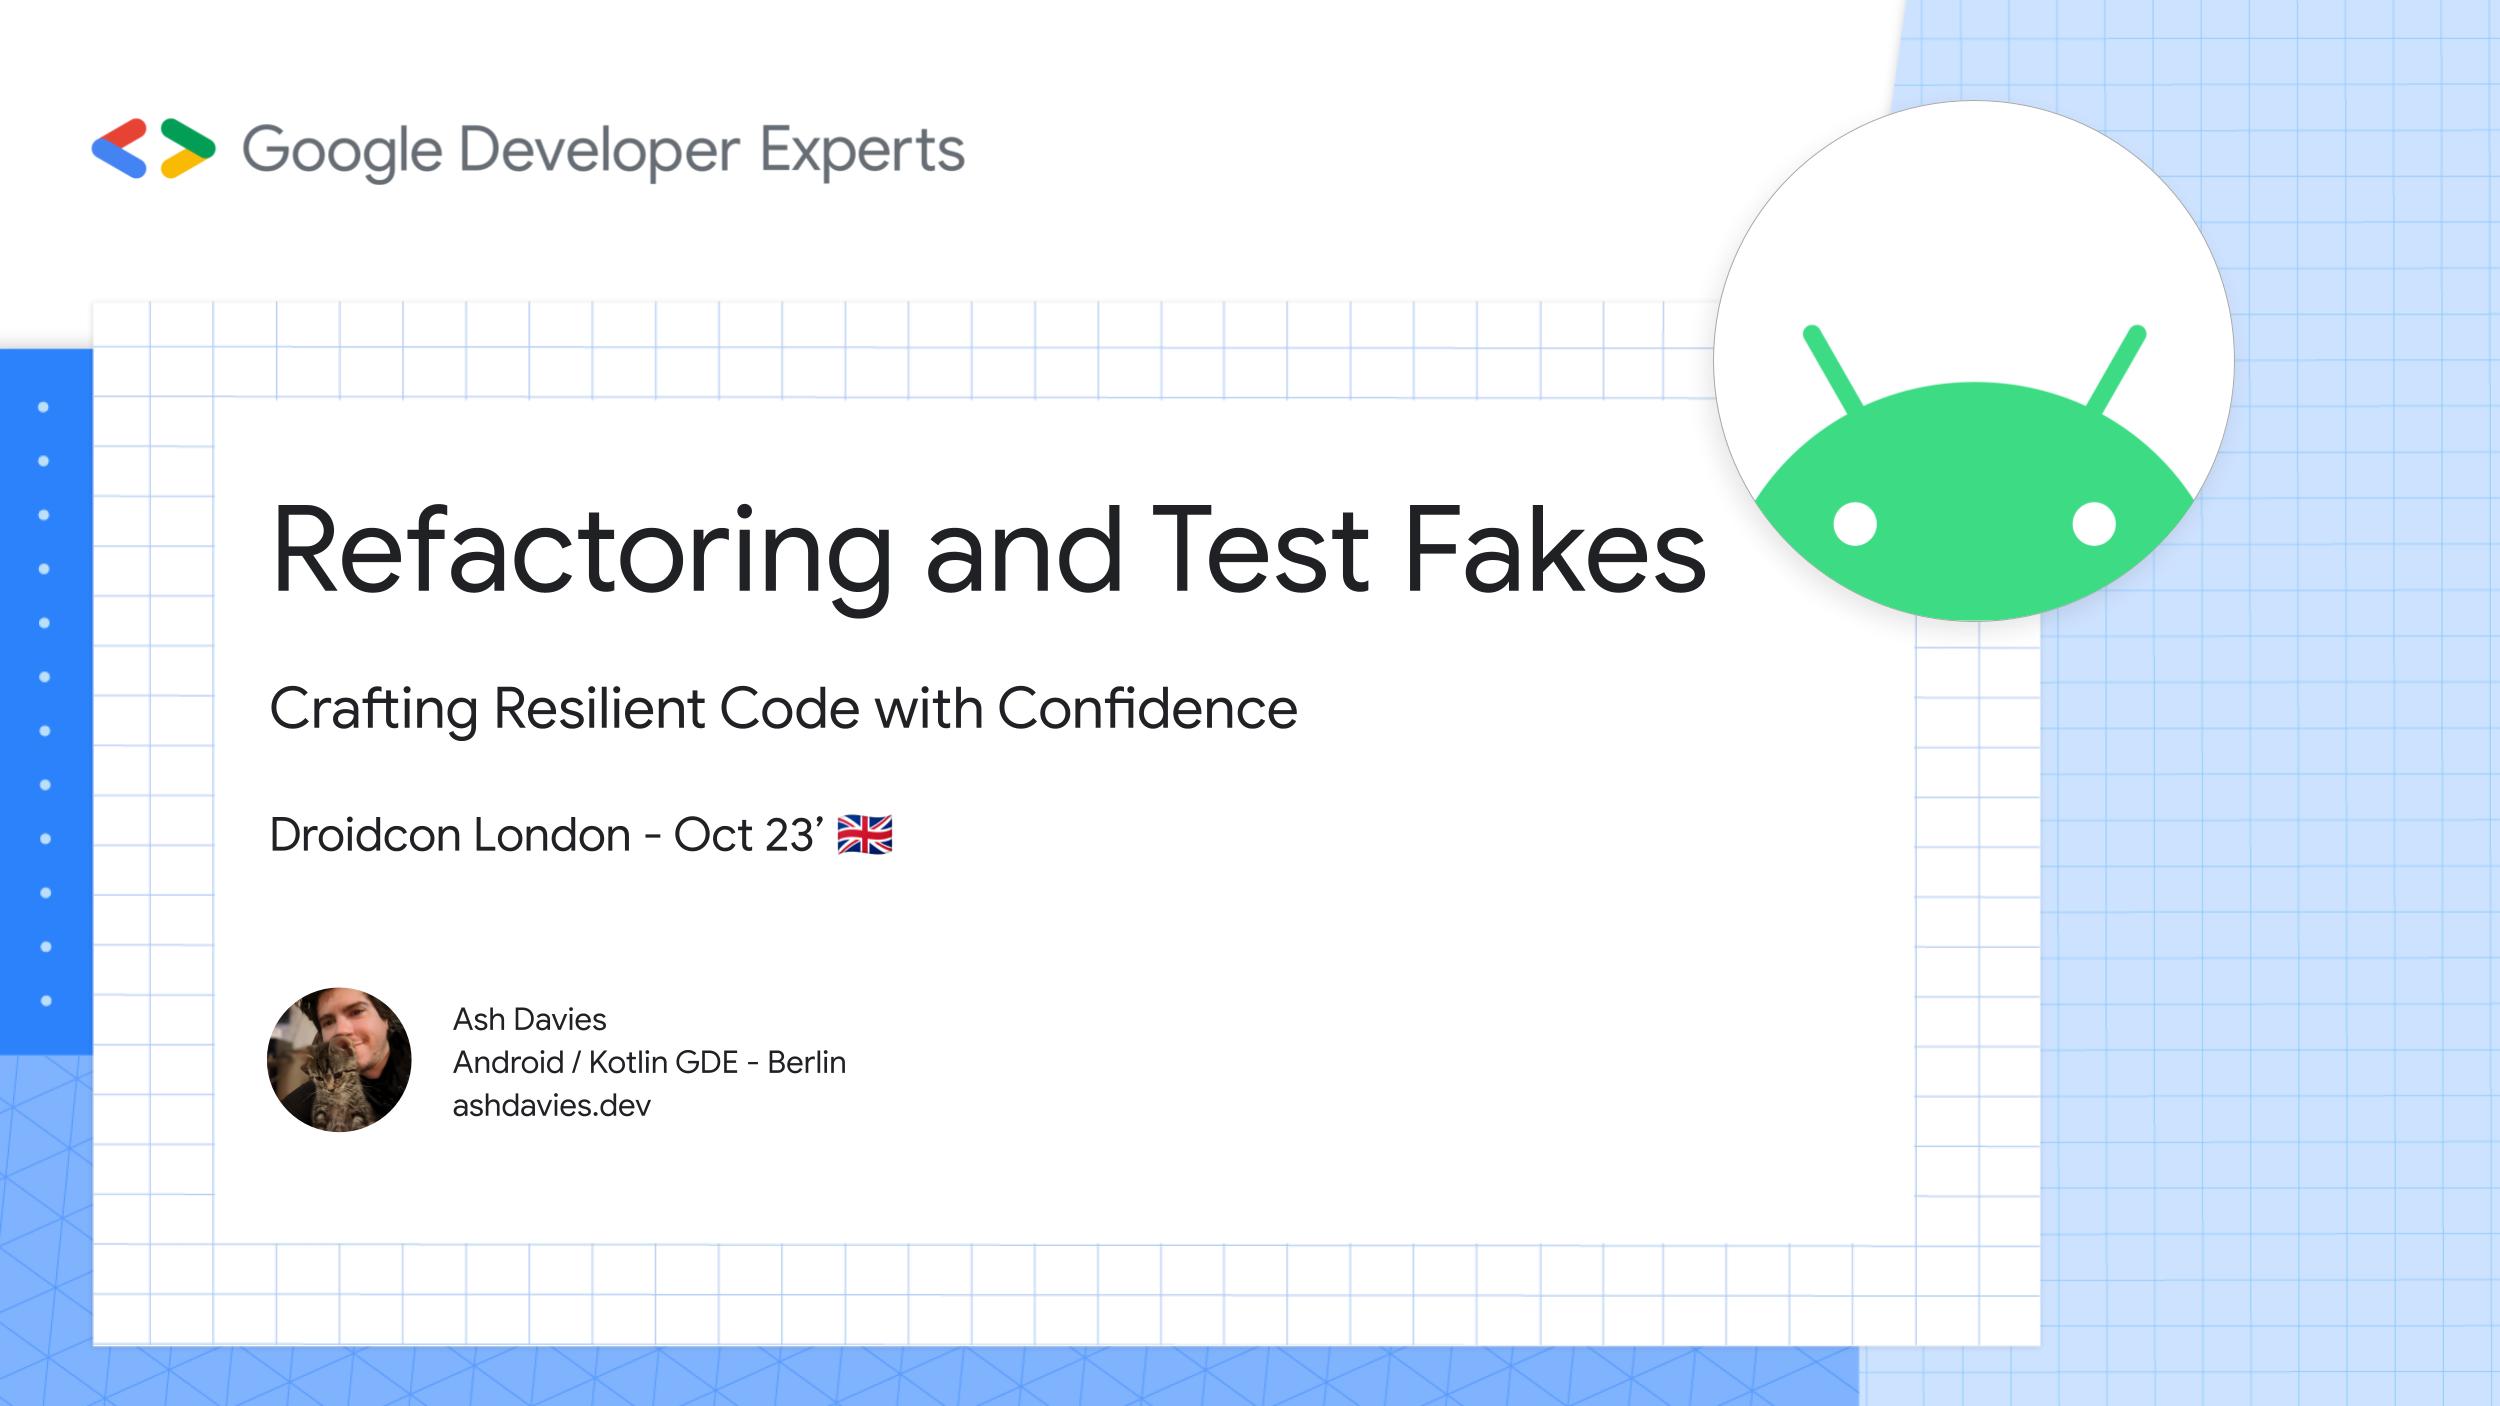 Google Developer Experts
Refactoring and Test Fakes
Crafting Resilient Code with Confidence
Droidcon London - Oct 23’ 🇬🇧
Ash Davies
Android / Kotlin GDE - Berlin
ashdavies.dev